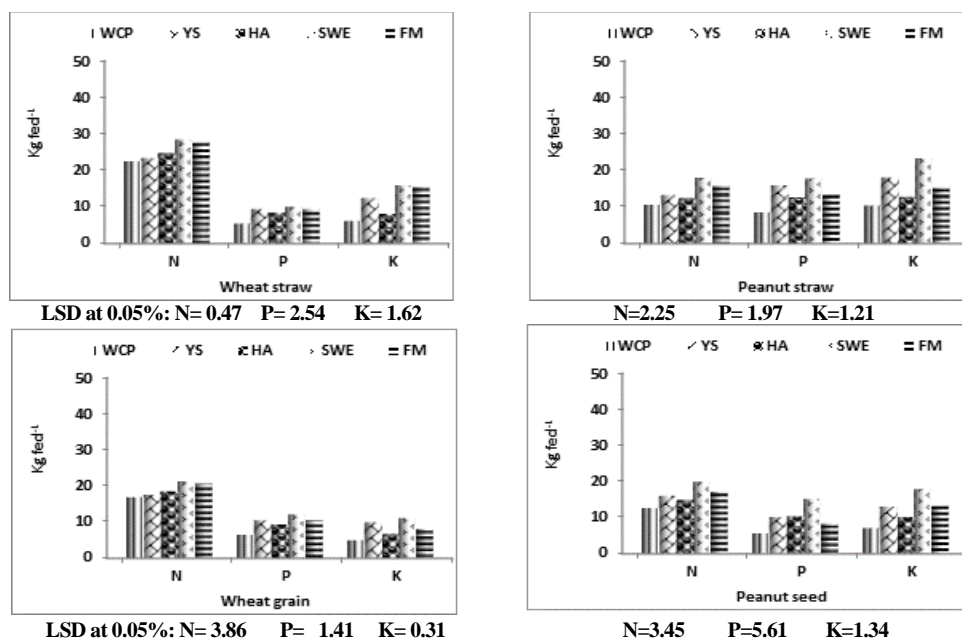 WCP YS HA SWE FM
50
40
30
20
10
0
Kg fed⁻¹
N P K
Wheat straw
LSD at 0.05%: N= 0.47 P= 2.54 K= 1.62
WCP YS HA SWE FM
50
40
30
20
10
0
Kg fed⁻¹
N P K
Peanut straw
N=2.25 P= 1.97 K=1.21
WCP YS HA SWE FM
50
40
30
20
10
0
Kg fed⁻¹
N P K
Wheat grain
LSD at 0.05%: N= 3.86 P= 1.41 K= 0.31
WCP YS HA SWE FM
50
40
30
20
10
0
Kg fed⁻¹
N P K
Peanut seed
N=3.45 P=5.61 K=1.34